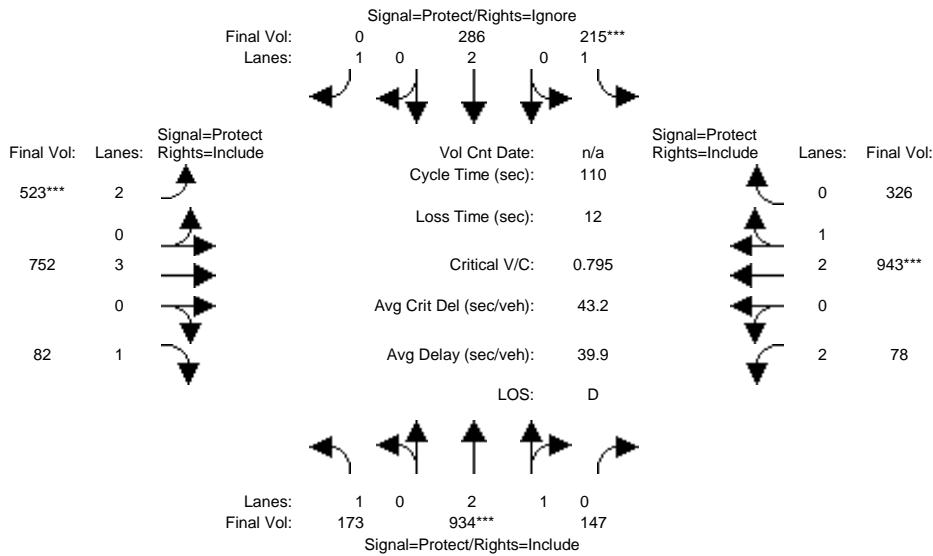 Signal=Protect/Rights=Ignore
Final Vol: 0 286 215***
Lanes: 1 0 2 0 1
Signal=Protect
Final Vol: Lanes: Rights=Include
Vol Cnt Date: n/a
Signal=Protect
Rights=Include Lanes: Final Vol:
Cycle Time (sec): 110
523*** 2
0 326
Loss Time (sec): 12
0
1
752 3
Critical V/C: 0.795
2 943***
0
Avg Crit Del (sec/veh): 43.2
0
82 1
Avg Delay (sec/veh): 39.9
2 78
LOS: D
Lanes: 1 0 2 1 0
Final Vol: 173 934*** 147
Signal=Protect/Rights=Include